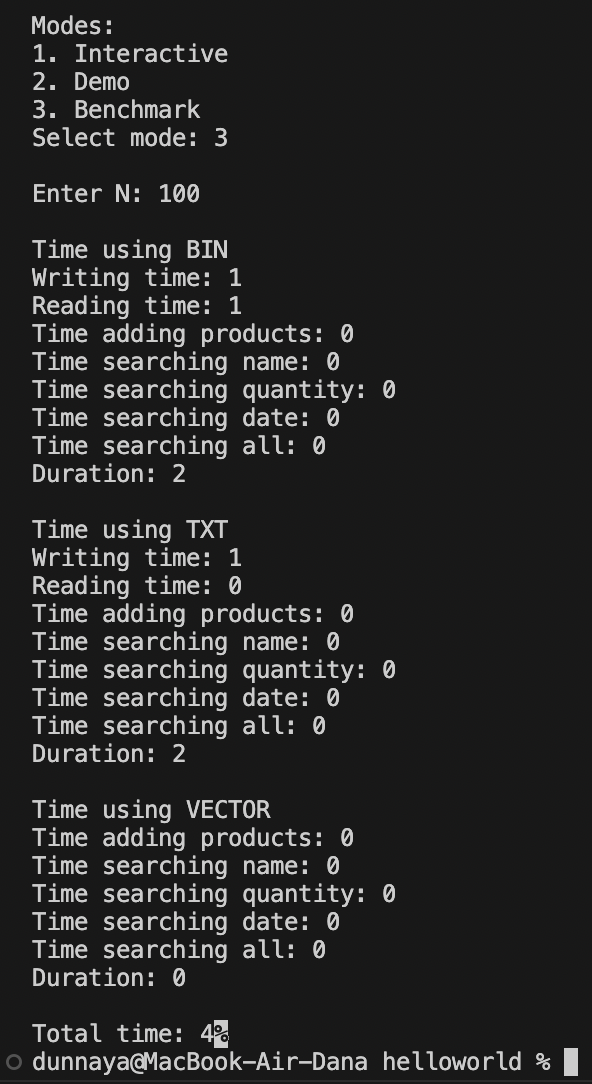 Modes:
1. Interactive
2. Demo
3. Benchmark
Select mode: 3
Enter N: 100
Time using BIN
Writing time: 1
Reading time: 1
Time adding products: 0
Time searching name: 0
Time searching quantity: 0
Time searching date: 0
Time searching all: 0
Duration: 2
Time using TXT
Writing time: 1
Reading time: 0
Time adding products: 0
Time searching name: 0
Time searching quantity: 0
Time searching date: 0
Time searching all: 0
Duration: 2
Time using VECTOR
Time adding products: 0
Time searching name: 0
Time searching quantity: 0
Time searching date: 0
Time searching all: 0
Duration: 0
Total time: 4%
dunnaya@MacBook-Air-Dana helloworld %